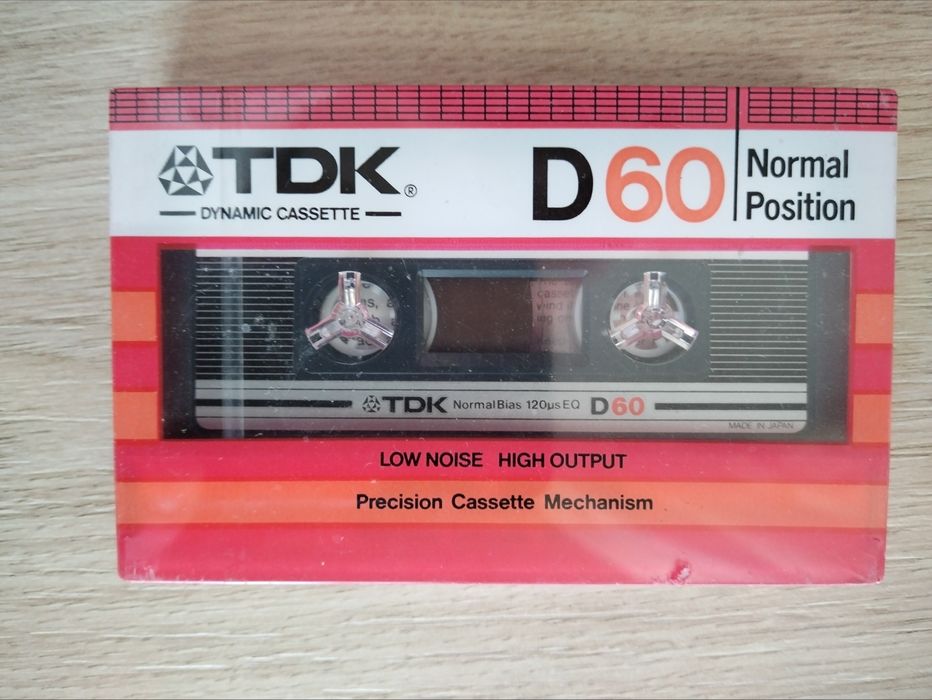 TDK®
DYNAMIC CASSETTE
D60
Normal
Position
TDK Normal Bias 120µs EQ D60
MADE IN JAPAN
LOW NOISE HIGH OUTPUT
Precision Cassette Mechanism